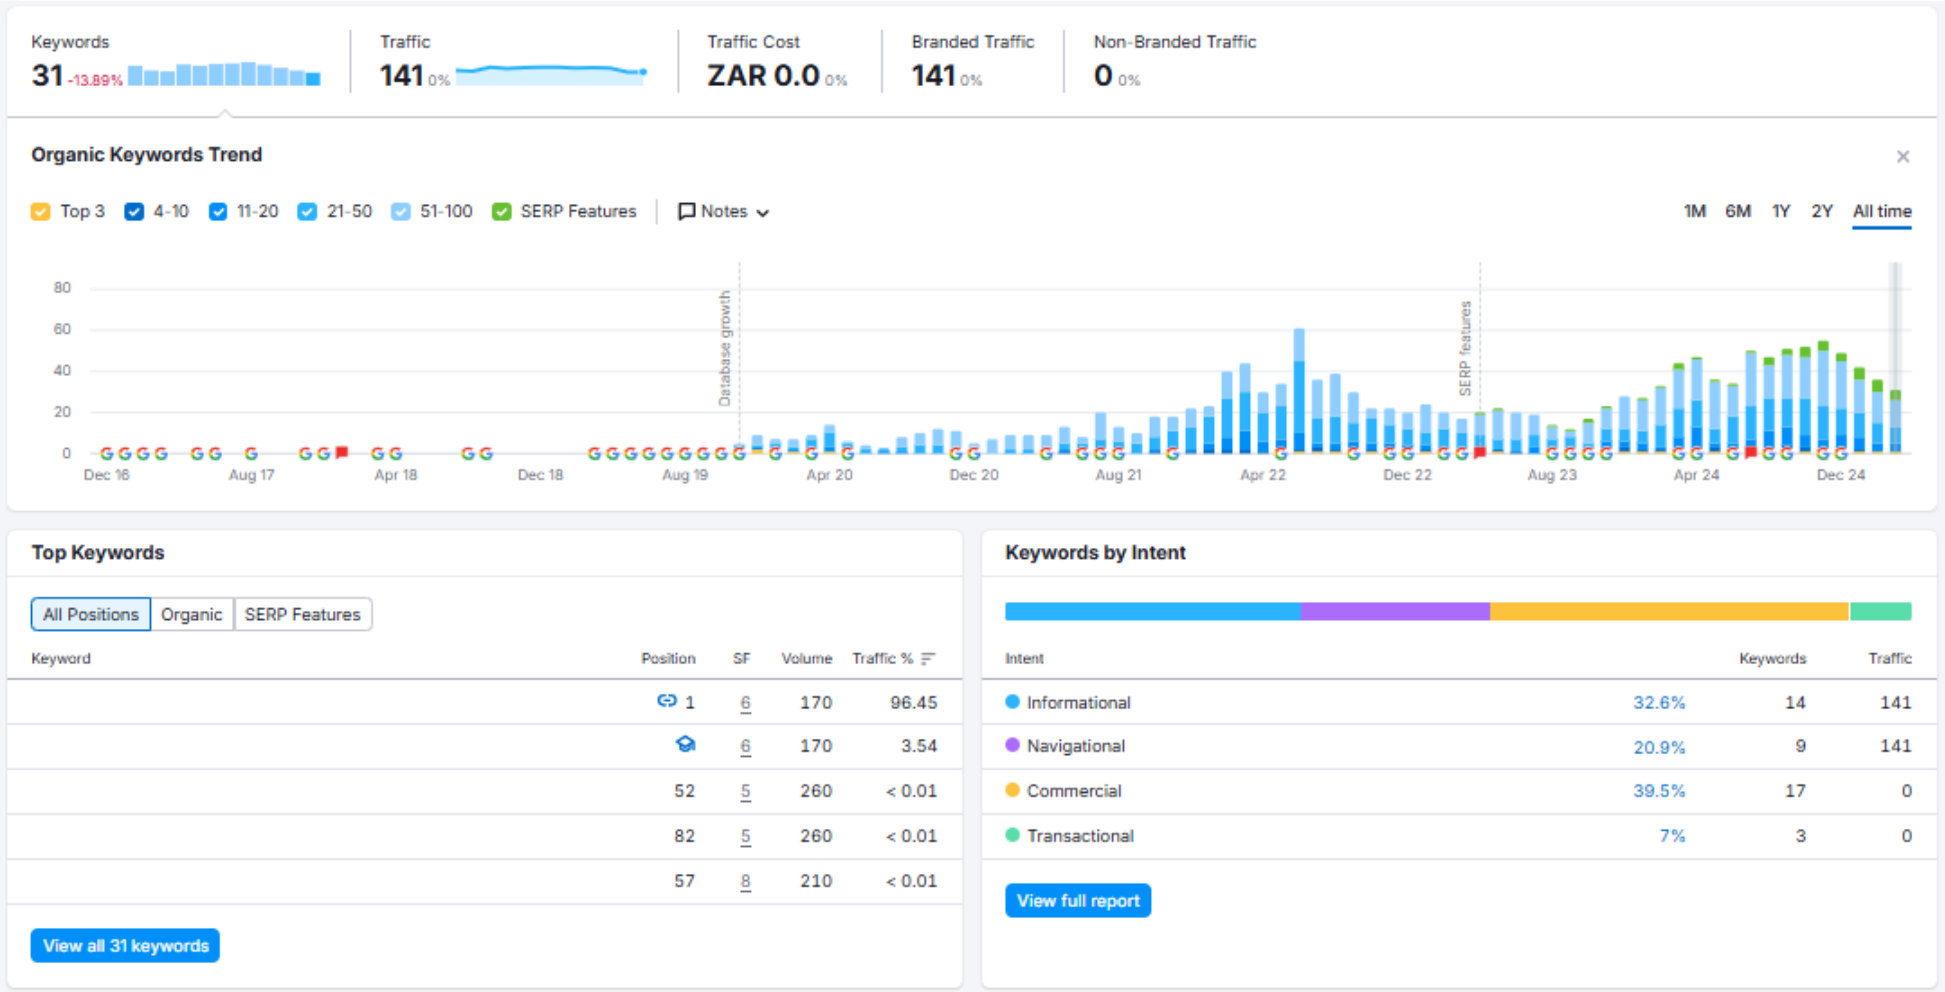 Keywords
31 -13.89%
Traffic
141 0%
Traffic Cost
ZAR 0.0 0%
Branded Traffic
141 0%
Non-Branded Traffic
0 0%
Organic Keywords Trend
Top 3 4-10 11-20 21-50 51-100 SERP Features Notes
1M 6M 1Y 2Y All time
80
60
40
20
0
Database growth
SERP features
Dec 16 Aug 17 Apr 18 Dec 18 Aug 19 Apr 20 Dec 20 Aug 21 Apr 22 Dec 22 Aug 23 Apr 24 Dec 24
Top Keywords
All Positions Organic SERP Features
Keyword Position SF Volume Traffic %
1 6 170 96.45
6 170 3.54
52 5 260 < 0.01
82 5 260 < 0.01
57 8 210 < 0.01
View all 31 keywords
Keywords by Intent
Intent Keywords Traffic
Informational 32.6% 14 141
Navigational 20.9% 9 141
Commercial 39.5% 17 0
Transactional 7% 3 0
View full report